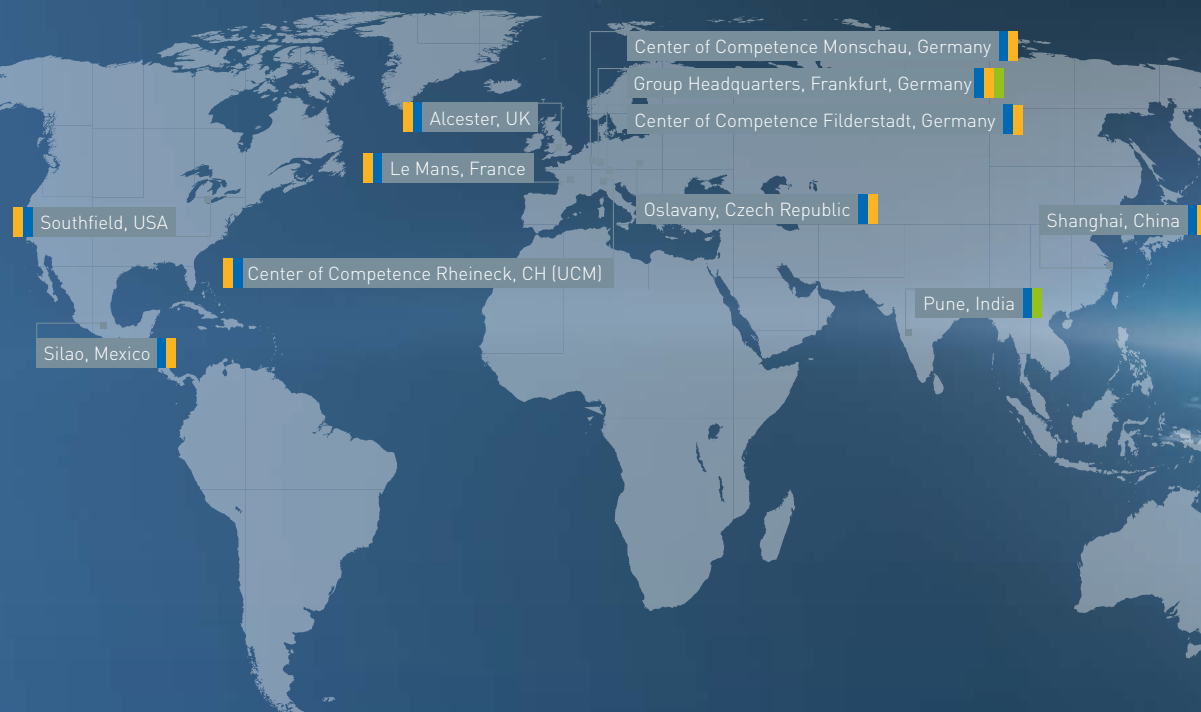 Center of Competence Monschau, Germany
Group Headquarters, Frankfurt, Germany
Alcester, UK
Center of Competence Filderstadt, Germany
Le Mans, France
Oslavany, Czech Republic
Southfield, USA
Shanghai, China
Center of Competence Rheineck, CH (UCM)
Pune, India
Silao, Mexico